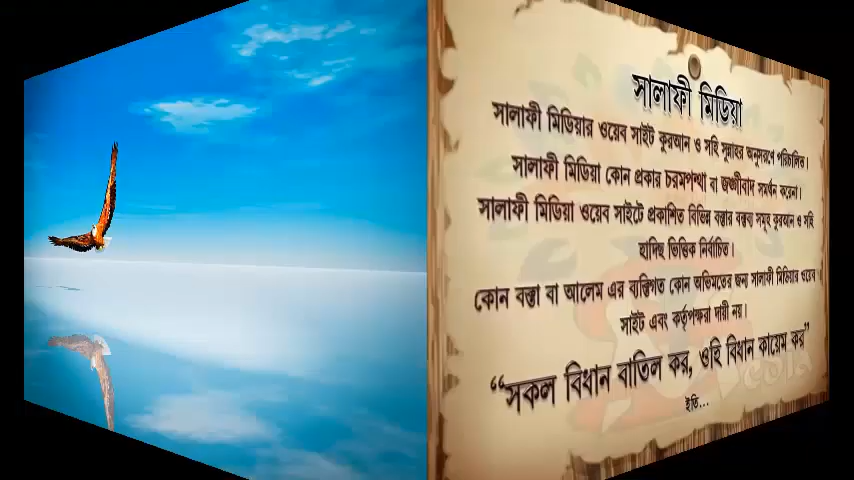 সালাফী মিডিয়া
সালাফী মিডিয়ার ওয়েব সাইট কুরআন ও সহি সুন্নাহর অনুসরণে পরিচালিত।
সালাফী মিডিয়া কোন প্রকার চরমপন্থা বা জঙ্গীবাদ সমর্থন করেনা।
সালাফী মিডিয়া ওয়েব সাইটে প্রকাশিত বিভিন্ন বক্তার বক্তব্য সমূহ কুরআন ও সহি
হাদিছ ভিত্তিক নির্বাচিত।
কোন বক্তা বা আলেম এর ব্যক্তিগত কোন অভিমতের জন্য সালাফী মিডিয়ার ওয়েব
সাইট এবং কর্তৃপক্ষরা দায়ী নয়।
“সকল বিধান বাতিল কর, ওহি বিধান কায়েম কর”
ইতি...